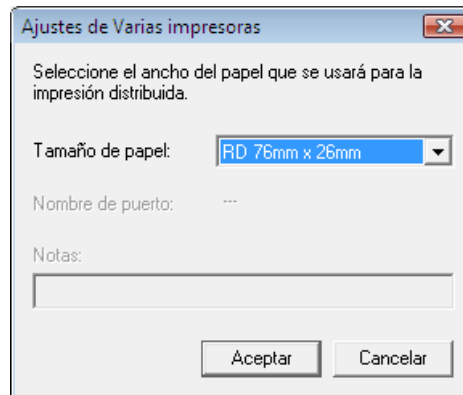 Ajustes de Varias impresoras
Seleccione el ancho del papel que se usará para la
impresión distribuida.
Tamaño de papel: RD 76mm x 26mm
Nombre de puerto: ---
Notas:
Aceptar Cancelar